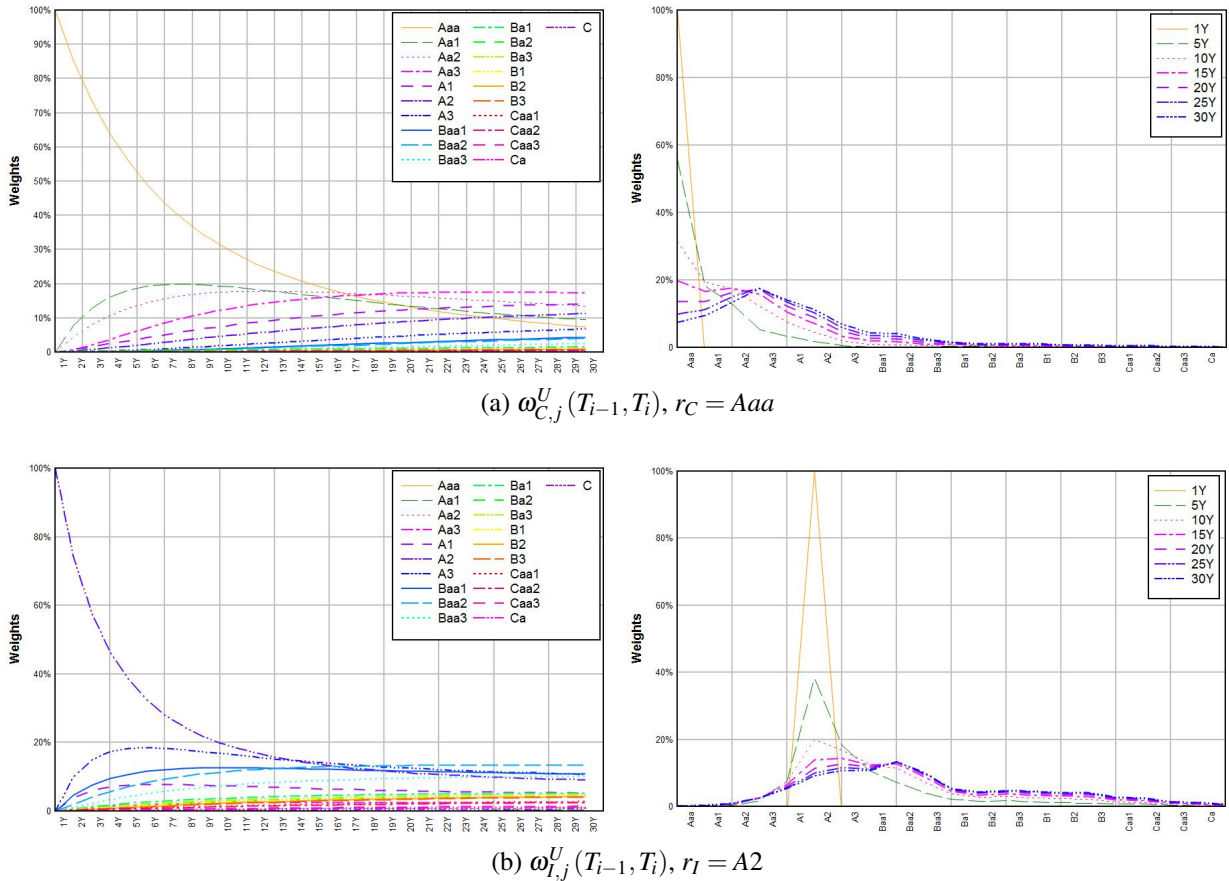 100%
90%
80%
70%
60%
50%
40%
30%
20%
10%
0%
Weights
Aaa
Aa1
Aa2
Aa3
A1
A2
A3
Baa1
Baa2
Baa3
Ba1
Ba2
Ba3
B1
B2
B3
Caa1
Caa2
Caa3
Ca
C
1Y 2Y 3Y 4Y 5Y 6Y 7Y 8Y 9Y 10Y 11Y 12Y 13Y 14Y 15Y 16Y 17Y 18Y 19Y 20Y 21Y 22Y 23Y 24Y 25Y 26Y 27Y 28Y 29Y 30Y
100%
80%
60%
40%
20%
0%
Weights
1Y
5Y
10Y
15Y
20Y
25Y
30Y
Aaa Aa1 Aa2 Aa3 A1 A2 A3 Baa1 Baa2 Baa3 Ba1 Ba2 Ba3 B1 B2 B3 Caa1 Caa2 Caa3 Ca
(a) ω^U_{C,j}(T_{i−1}, T_i), r_C = Aaa
100%
80%
60%
40%
20%
0%
Weights
Aaa
Aa1
Aa2
Aa3
A1
A2
A3
Baa1
Baa2
Baa3
Ba1
Ba2
Ba3
B1
B2
B3
Caa1
Caa2
Caa3
Ca
C
1Y 2Y 3Y 4Y 5Y 6Y 7Y 8Y 9Y 10Y 11Y 12Y 13Y 14Y 15Y 16Y 17Y 18Y 19Y 20Y 21Y 22Y 23Y 24Y 25Y 26Y 27Y 28Y 29Y 30Y
100%
80%
60%
40%
20%
0%
Weights
1Y
5Y
10Y
15Y
20Y
25Y
30Y
Aaa Aa1 Aa2 Aa3 A1 A2 A3 Baa1 Baa2 Baa3 Ba1 Ba2 Ba3 B1 B2 B3 Caa1 Caa2 Caa3 Ca
(b) ω^U_{I,j}(T_{i−1}, T_i), r_I = A2